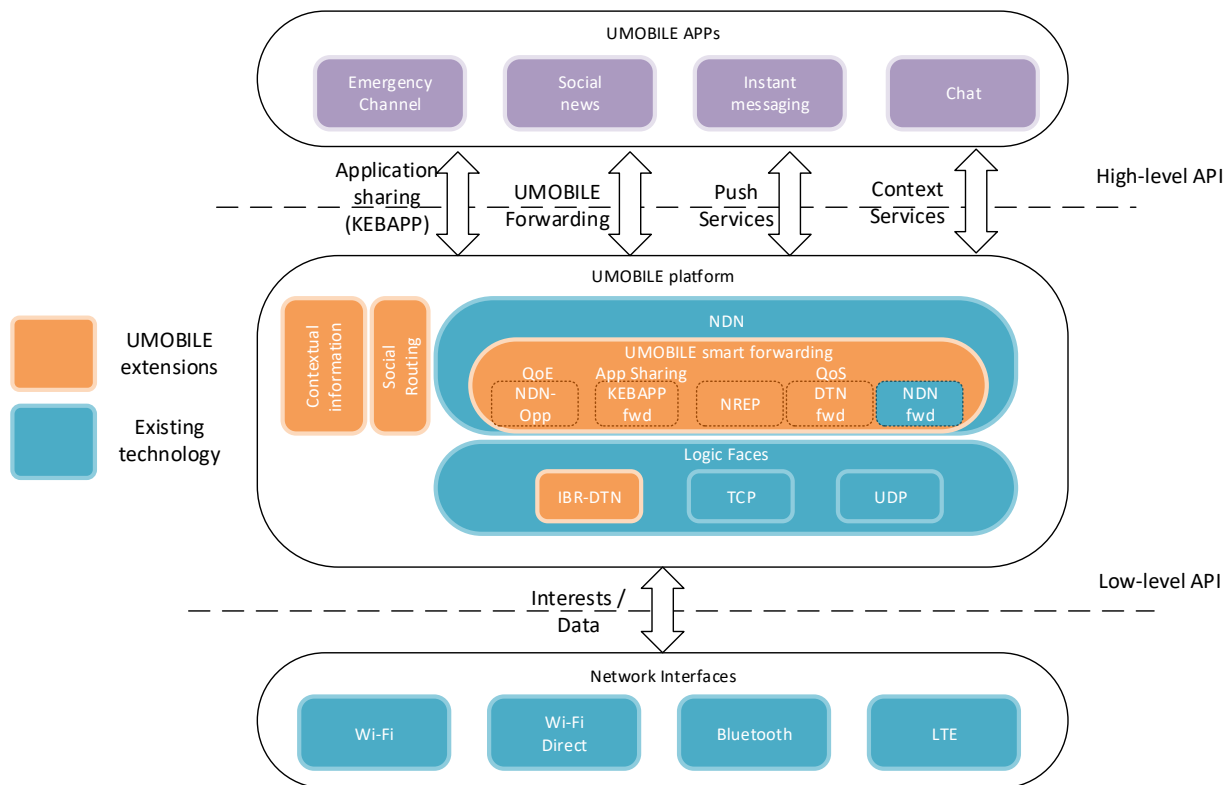 UMOBILE APPs
Emergency
Channel
Social
news
Instant
messaging
Chat
Application
sharing
(KEBAPP)
UMOBILE
Forwarding
Push
Services
Context
Services
High-level API
UMOBILE platform
UMOBILE
extensions
Existing
technology
Contextual
information
Social
Routing
NDN
UMOBILE smart forwarding
QoE
App Sharing
QoS
NDN-
Opp
KEBAPP
fwd
NREP
DTN
fwd
NDN
fwd
Logic Faces
IBR-DTN
TCP
UDP
Low-level API
Interests /
Data
Network Interfaces
Wi-Fi
Wi-Fi
Direct
Bluetooth
LTE